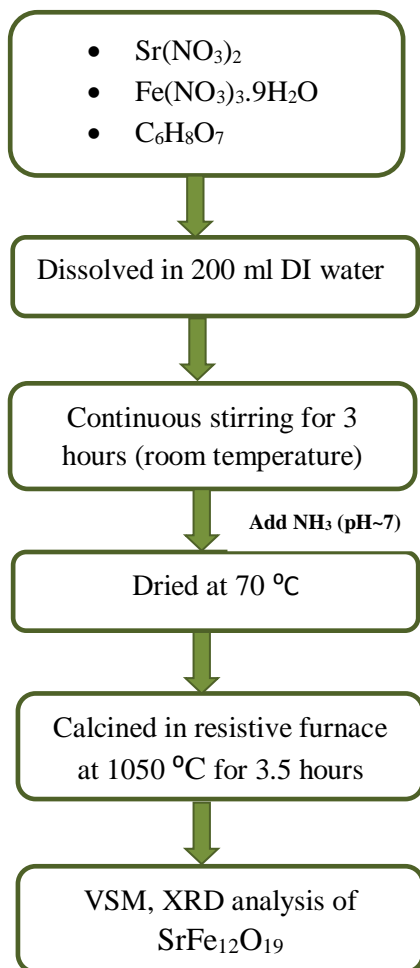 • Sr(NO₃)₂
• Fe(NO₃)₃.9H₂O
• C₆H₈O₇
Dissolved in 200 ml DI water
Continuous stirring for 3
hours (room temperature)
Add NH₃ (pH~7)
Dried at 70 ⁰C
Calcined in resistive furnace
at 1050 ⁰C for 3.5 hours
VSM, XRD analysis of
SrFe₁₂O₁₉